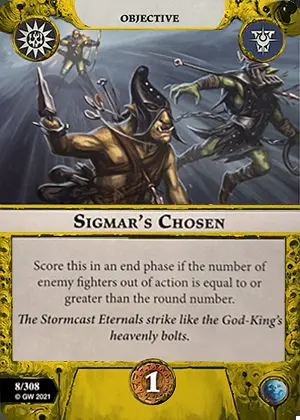 OBJECTIVE
SIGMAR'S CHOSEN
Score this in an end phase if the number of
enemy fighters out of action is equal to or
greater than the round number.
The Stormcast Eternals strike like the God-King's
heavenly bolts.
8/308
© GW 2021
1